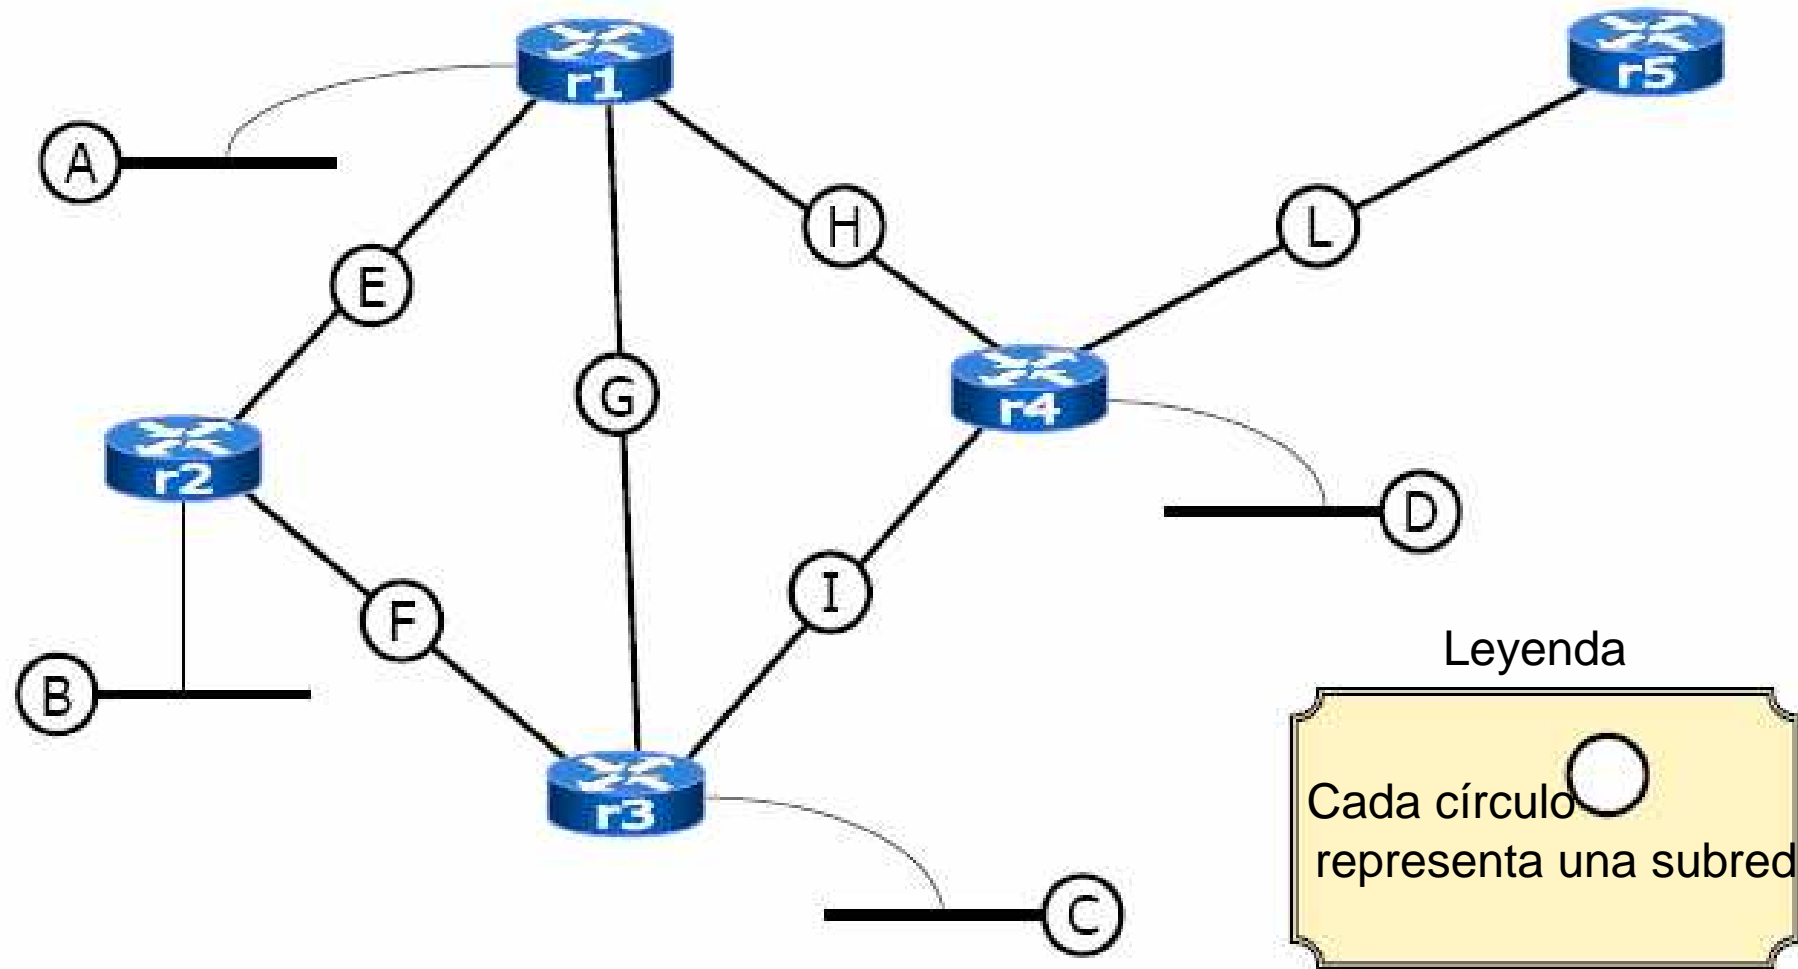 r1
r5
A
H
L
E
G
r4
r2
D
I
F
Leyenda
B
r3
Cada círculo
representa una subred
C